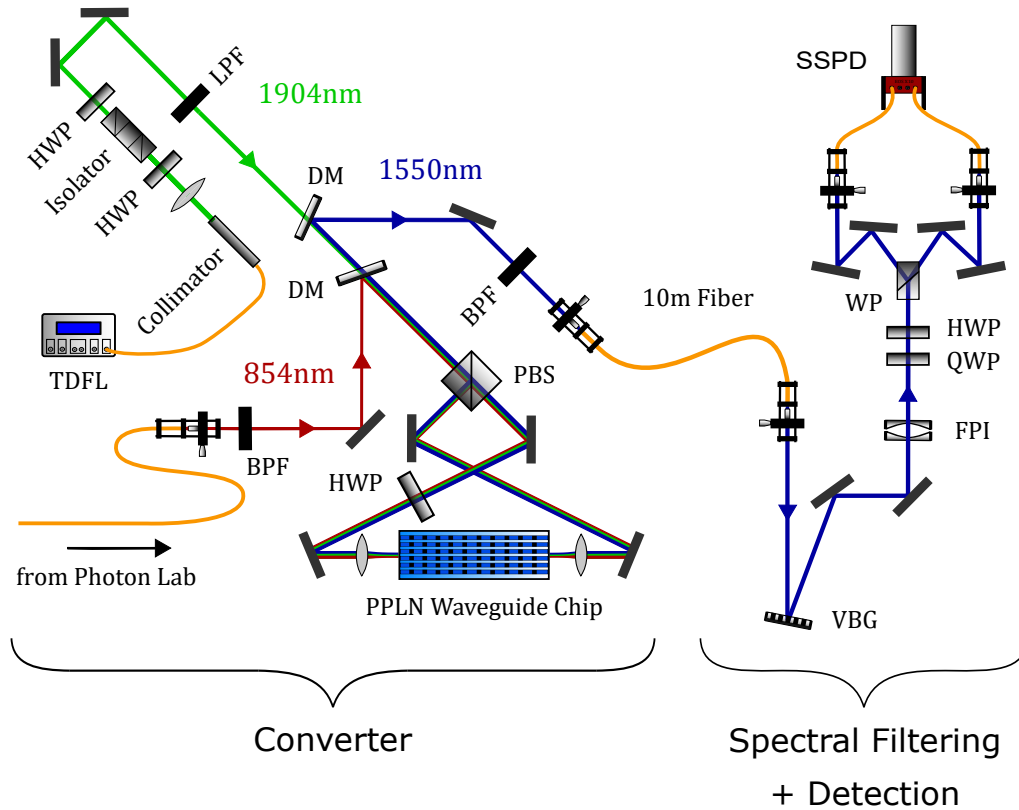 SSPD
LPF
1904nm
HWP
Isolator
HWP
Collimator
DM
1550nm
DM
BPF
10m Fiber
WP
HWP
QWP
FPI
TDFL
854nm
PBS
BPF
HWP
from Photon Lab
PPLN Waveguide Chip
VBG
Converter
Spectral Filtering
+ Detection